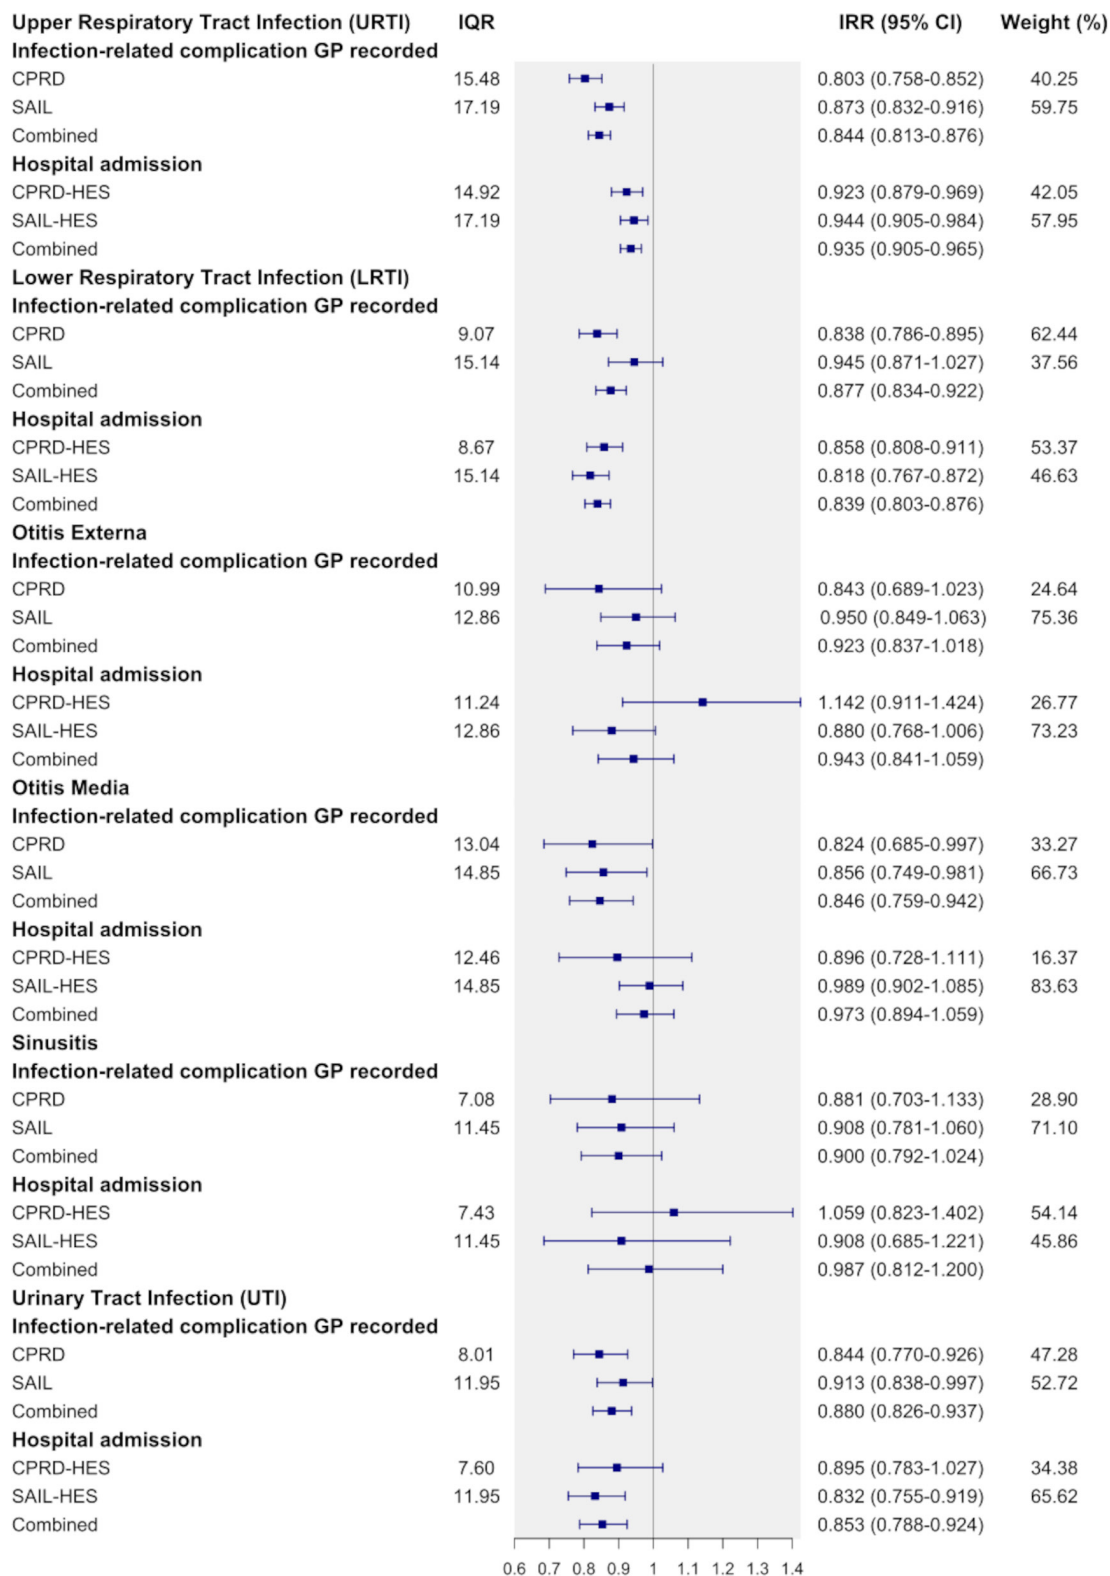 Upper Respiratory Tract Infection (URTI) IQR IRR (95% CI) Weight (%)
Infection-related complication GP recorded
CPRD 15.48 0.803 (0.758-0.852) 40.25
SAIL 17.19 0.873 (0.832-0.916) 59.75
Combined 0.844 (0.813-0.876)
Hospital admission
CPRD-HES 14.92 0.923 (0.879-0.969) 42.05
SAIL-HES 17.19 0.944 (0.905-0.984) 57.95
Combined 0.935 (0.905-0.965)
Lower Respiratory Tract Infection (LRTI)
Infection-related complication GP recorded
CPRD 9.07 0.838 (0.786-0.895) 62.44
SAIL 15.14 0.945 (0.871-1.027) 37.56
Combined 0.877 (0.834-0.922)
Hospital admission
CPRD-HES 8.67 0.858 (0.808-0.911) 53.37
SAIL-HES 15.14 0.818 (0.767-0.872) 46.63
Combined 0.839 (0.803-0.876)
Otitis Externa
Infection-related complication GP recorded
CPRD 10.99 0.843 (0.689-1.023) 24.64
SAIL 12.86 0.950 (0.849-1.063) 75.36
Combined 0.923 (0.837-1.018)
Hospital admission
CPRD-HES 11.24 1.142 (0.911-1.424) 26.77
SAIL-HES 12.86 0.880 (0.768-1.006) 73.23
Combined 0.943 (0.841-1.059)
Otitis Media
Infection-related complication GP recorded
CPRD 13.04 0.824 (0.685-0.997) 33.27
SAIL 14.85 0.856 (0.749-0.981) 66.73
Combined 0.846 (0.759-0.942)
Hospital admission
CPRD-HES 12.46 0.896 (0.728-1.111) 16.37
SAIL-HES 14.85 0.989 (0.902-1.085) 83.63
Combined 0.973 (0.894-1.059)
Sinusitis
Infection-related complication GP recorded
CPRD 7.08 0.881 (0.703-1.133) 28.90
SAIL 11.45 0.908 (0.781-1.060) 71.10
Combined 0.900 (0.792-1.024)
Hospital admission
CPRD-HES 7.43 1.059 (0.823-1.402) 54.14
SAIL-HES 11.45 0.908 (0.685-1.221) 45.86
Combined 0.987 (0.812-1.200)
Urinary Tract Infection (UTI)
Infection-related complication GP recorded
CPRD 8.01 0.844 (0.770-0.926) 47.28
SAIL 11.95 0.913 (0.838-0.997) 52.72
Combined 0.880 (0.826-0.937)
Hospital admission
CPRD-HES 7.60 0.895 (0.783-1.027) 34.38
SAIL-HES 11.95 0.832 (0.755-0.919) 65.62
Combined 0.853 (0.788-0.924)
0.6 0.7 0.8 0.9 1 1.1 1.2 1.3 1.4